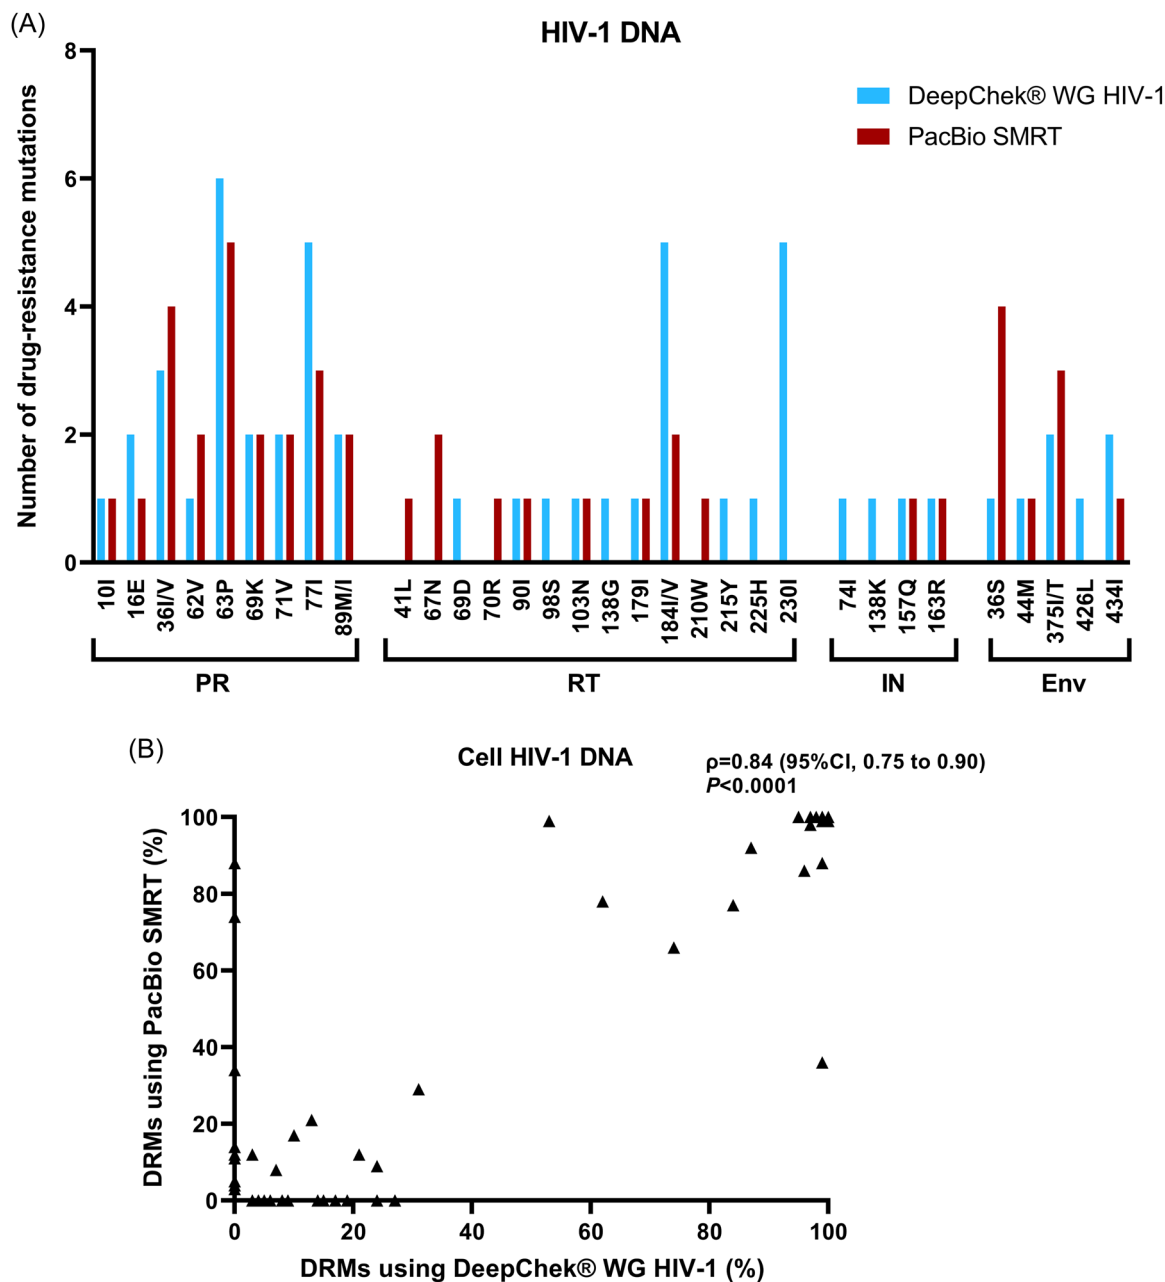 (A)
HIV-1 DNA
Number of drug-resistance mutations
8
6
4
2
0
DeepChek® WG HIV-1
PacBio SMRT
10I
16E
36I/V
62V
63P
69K
71V
77I
89M/I
41L
67N
69D
70R
90I
98S
103N
138G
179I
184I/V
210W
215Y
225H
230I
74I
138K
157Q
163R
36S
44M
375I/T
426L
434I
PR
RT
IN
Env
(B)
Cell HIV-1 DNA
ρ=0.84 (95%CI, 0.75 to 0.90)
P<0.0001
DRMs using PacBio SMRT (%)
100
80
60
40
20
0
0
20
40
60
80
100
DRMs using DeepChek® WG HIV-1 (%)